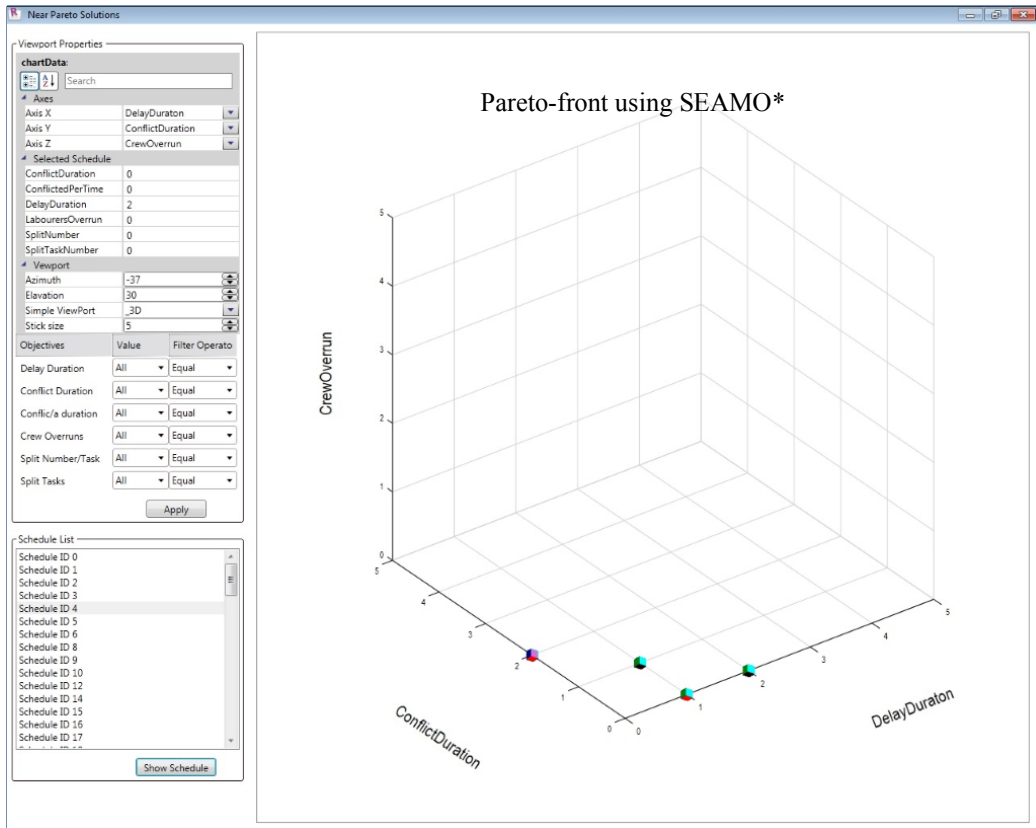 Near Pareto Solutions
Viewport Properties
chartData:
Search
Axes
Axis X DelayDuraton
Axis Y ConflictDuration
Axis Z CrewOverrun
Selected Schedule
ConflictDuration 0
ConflictedPerTime 0
DelayDuration 2
LabourersOverrun 0
SplitNumber 0
SplitTaskNumber 0
Viewport
Azimuth -37
Elavation 30
Simple ViewPort _3D
Stick size 5
Objectives Value Filter Operato
Delay Duration All Equal
Conflict Duration All Equal
Conflic/a duration All Equal
Crew Overruns All Equal
Split Number/Task All Equal
Split Tasks All Equal
Apply
Schedule List
Schedule ID 0
Schedule ID 1
Schedule ID 2
Schedule ID 3
Schedule ID 4
Schedule ID 5
Schedule ID 6
Schedule ID 8
Schedule ID 9
Schedule ID 10
Schedule ID 12
Schedule ID 14
Schedule ID 15
Schedule ID 16
Schedule ID 17
Show Schedule
Pareto-front using SEAMO*
CrewOverrun
5
4
3
2
1
0
5
4
3
2
1
0
ConflictDuration
0
1
2
3
4
5
DelayDuraton